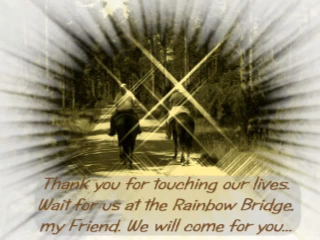 Thank you for touching our lives.
Wait for us at the Rainbow Bridge,
my Friend. We will come for you...